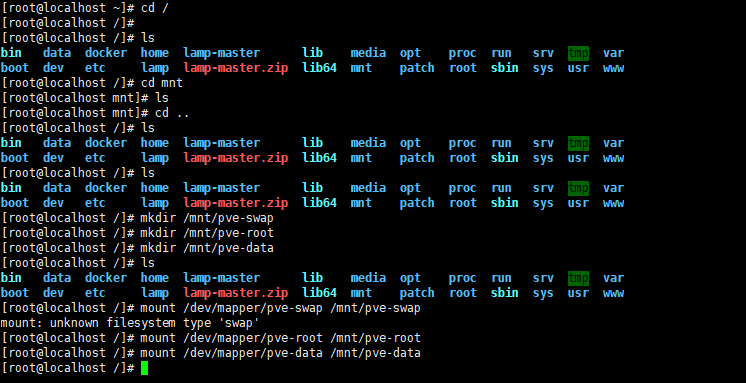 [root@localhost ~]# cd /
[root@localhost /]#
[root@localhost /]# ls
bin data docker home lamp-master lib media opt proc run srv tmp var
boot dev etc lamp lamp-master.zip lib64 mnt patch root sbin sys usr www
[root@localhost /]# cd mnt
[root@localhost mnt]# ls
[root@localhost mnt]# cd ..
[root@localhost /]# ls
bin data docker home lamp-master lib media opt proc run srv tmp var
boot dev etc lamp lamp-master.zip lib64 mnt patch root sbin sys usr www
[root@localhost /]# ls
bin data docker home lamp-master lib media opt proc run srv tmp var
boot dev etc lamp lamp-master.zip lib64 mnt patch root sbin sys usr www
[root@localhost /]# mkdir /mnt/pve-swap
[root@localhost /]# mkdir /mnt/pve-root
[root@localhost /]# mkdir /mnt/pve-data
[root@localhost /]# ls
bin data docker home lamp-master lib media opt proc run srv tmp var
boot dev etc lamp lamp-master.zip lib64 mnt patch root sbin sys usr www
[root@localhost /]# mount /dev/mapper/pve-swap /mnt/pve-swap
mount: unknown filesystem type 'swap'
[root@localhost /]# mount /dev/mapper/pve-root /mnt/pve-root
[root@localhost /]# mount /dev/mapper/pve-data /mnt/pve-data
[root@localhost /]#